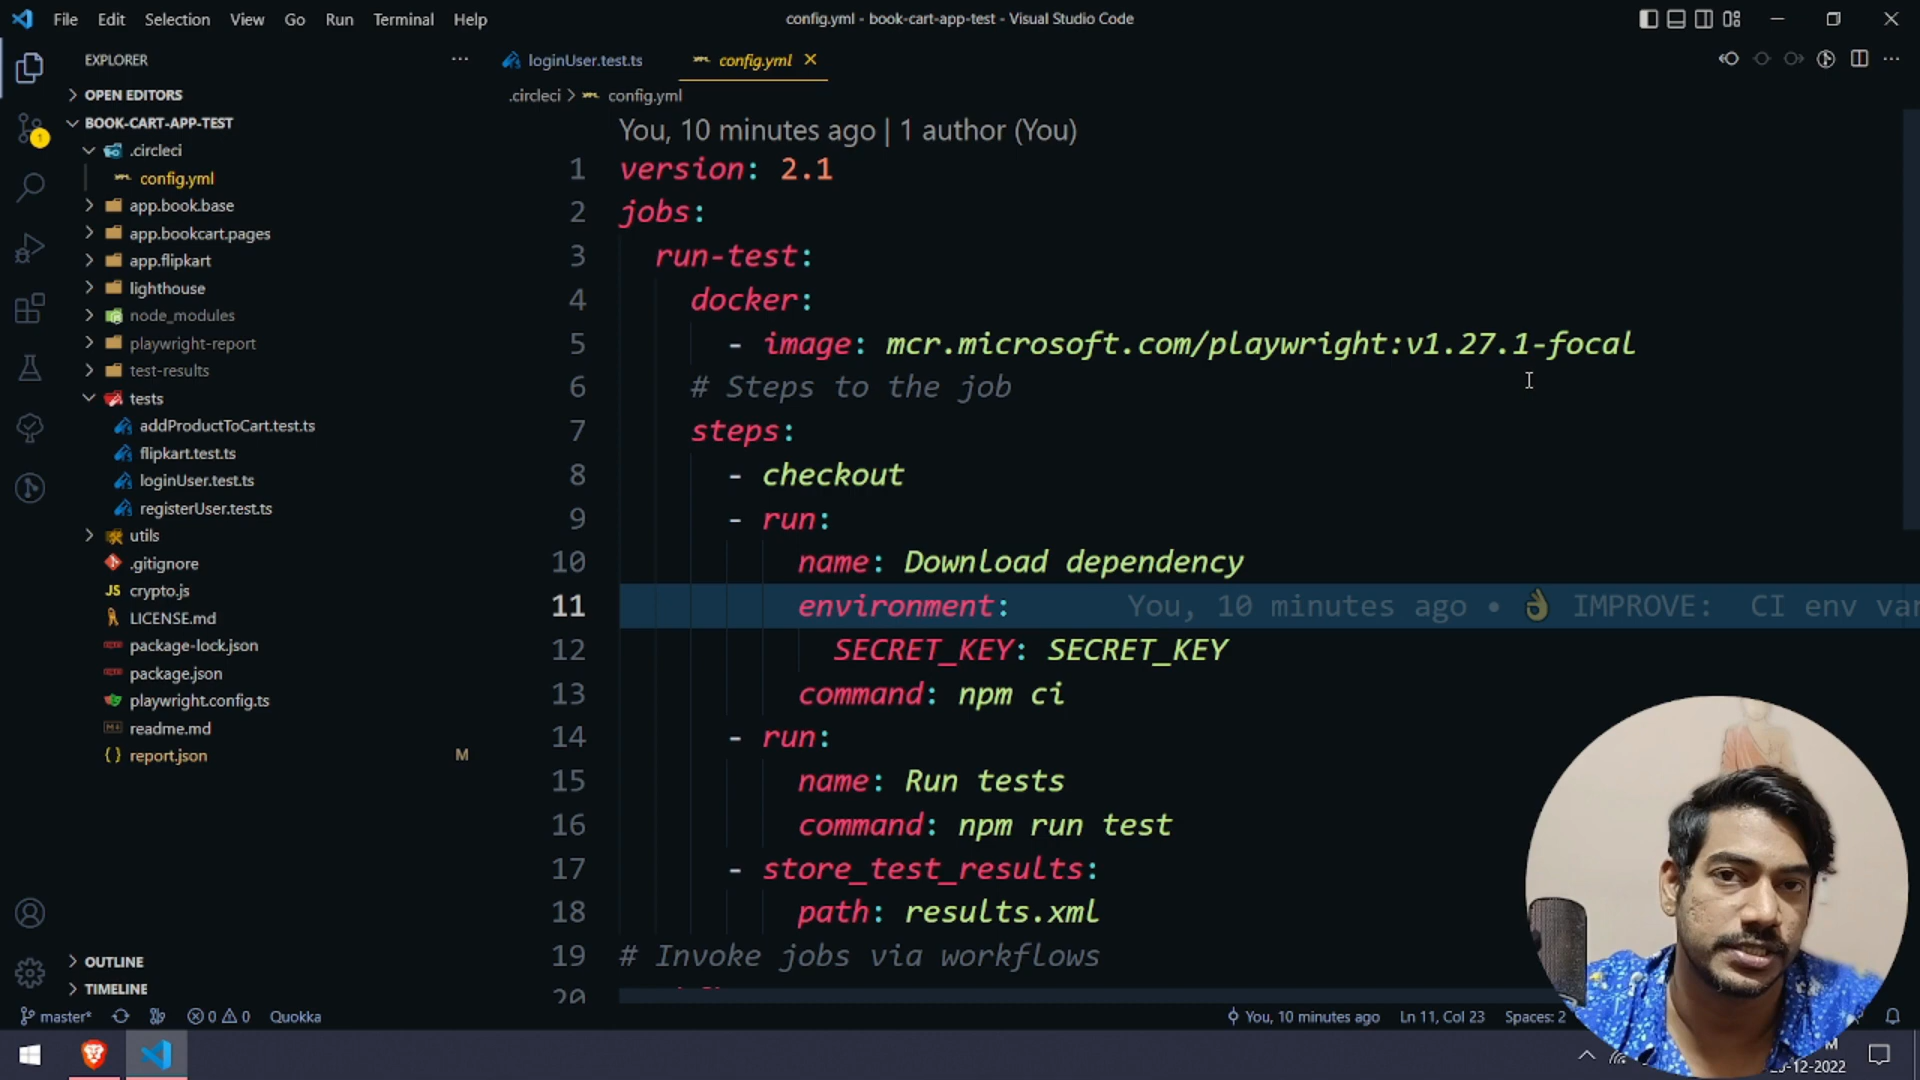 File Edit Selection View Go Run Terminal Help
config.yml - book-cart-app-test - Visual Studio Code
EXPLORER
OPEN EDITORS
BOOK-CART-APP-TEST
.circleci
config.yml
app.book.base
app.bookcart.pages
app.flipkart
lighthouse
node_modules
playwright-report
test-results
tests
addProductToCart.test.ts
flipkart.test.ts
loginUser.test.ts
registerUser.test.ts
utils
.gitignore
JS crypto.js
LICENSE.md
package-lock.json
package.json
playwright.config.ts
readme.md
{} report.json M
OUTLINE
TIMELINE
loginUser.test.ts config.yml
.circleci > config.yml
You, 10 minutes ago | 1 author (You)
1 version: 2.1
2 jobs:
3 run-test:
4 docker:
5 - image: mcr.microsoft.com/playwright:v1.27.1-focal
6 # Steps to the job
7 steps:
8 - checkout
9 - run:
10 name: Download dependency
11 environment: You, 10 minutes ago • 👌 IMPROVE: CI env var
12 SECRET_KEY: SECRET_KEY
13 command: npm ci
14 - run:
15 name: Run tests
16 command: npm run test
17 - store_test_results:
18 path: results.xml
19 # Invoke jobs via workflows
20
master* 0 0 Quokka You, 10 minutes ago Ln 11, Col 23 Spaces: 2
-12-2022